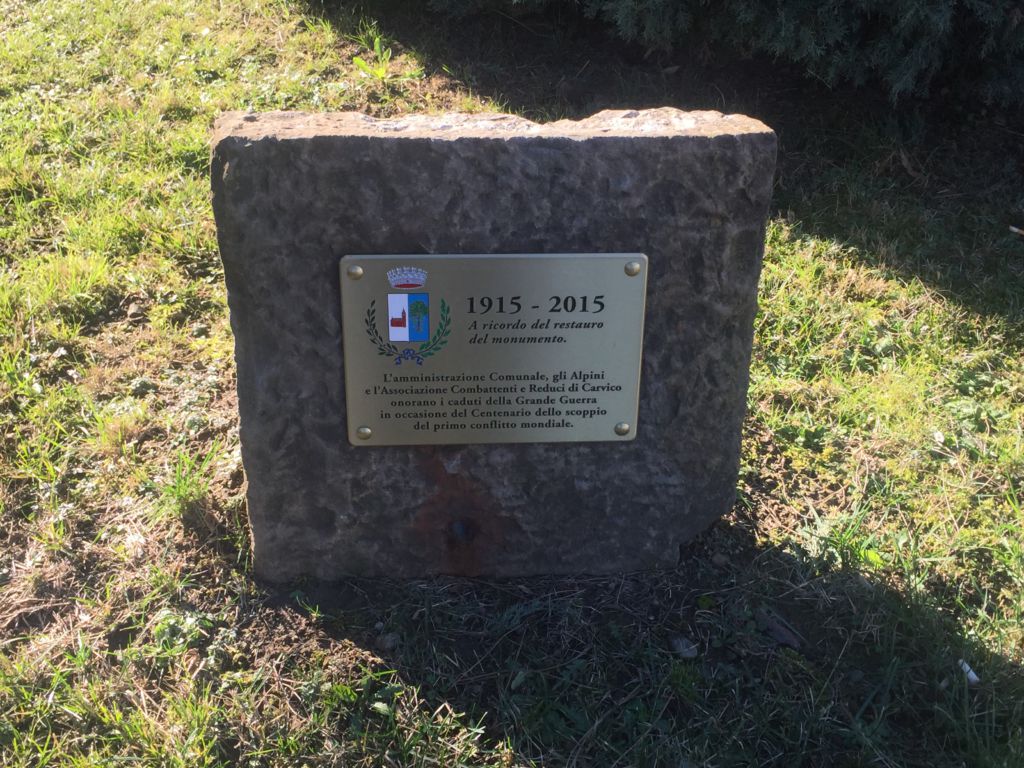 1915 - 2015
A ricordo del restauro
del monumento.
L'amministrazione Comunale, gli Alpini
e l'Associazione Combattenti e Reduci di Carvico
onorano i caduti della Grande Guerra
in occasione del Centenario dello scoppio
del primo conflitto mondiale.